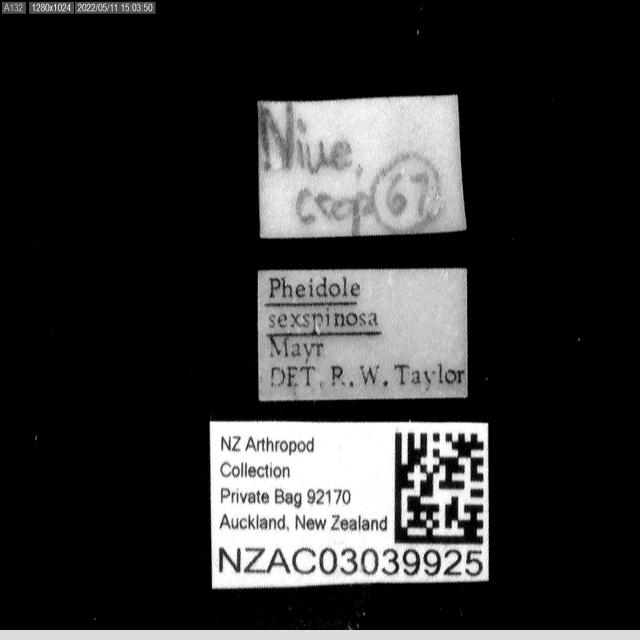 A132 1280x1024 2022/05/11 15:03:50
Niue,
crop 67
Pheidole
sexspinosa
Mayr
DET. R. W. Taylor
NZ Arthropod
Collection
Private Bag 92170
Auckland, New Zealand
NZAC03039925